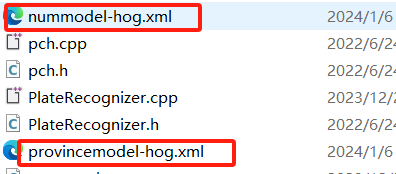 nummodel-hog.xml 2024/1/6
pch.cpp 2022/6/24
pch.h 2022/6/24
PlateRecognizer.cpp 2023/12/2
PlateRecognizer.h 2022/6/24
provincemodel-hog.xml 2024/1/6